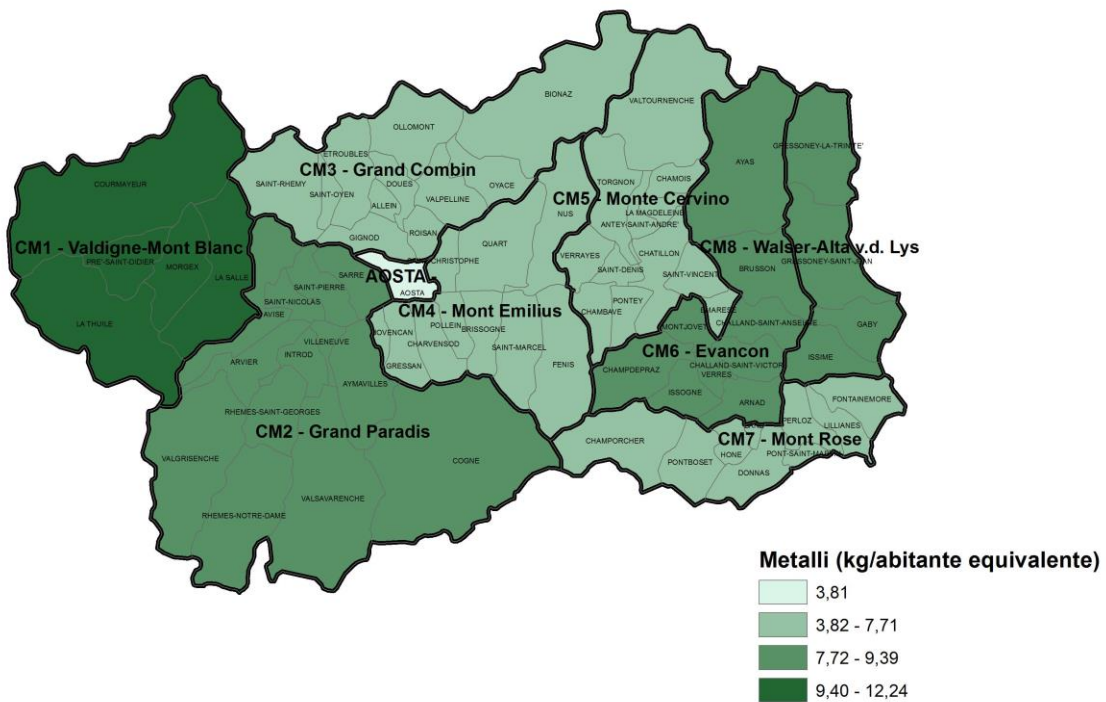 BIONAZ
VALTOURNENCHE
OLLOMONT
GRESSONEY-LA-TRINITE'
ETROUBLES
AYAS
CM3 - Grand Combin
SAINT-RHEMY
SAINT-OYEN
DOUES
OYACE
TORGNON
CHAMOIS
COURMAYEUR
ALLEIN
VALPELLINE
CM5 - Monte Cervino
NUS
LA MAGDELEINE
ANTEY-SAINT-ANDRE'
GIGNOD
ROISAN
QUART
CM1 - Valdigne-Mont Blanc
CM8 - Walser-Alta v.d. Lys
VERRAYES
CHATILLON
GRESSONEY-SAINT-JEAN
PRE'-SAINT-DIDIER
MORGEX
CHRISTOPHE
BRUSSON
LA SALLE
SARRE
AOSTA -
SAINT-DENIS
SAINT-VINCENT
SAINT-PIERRE
AOSTA
SAINT-NICOLAS
PONTEY
AVISE
CM4 - Mont Emilius
CHAMBAVE
EMARESE
LA THUILE
JOVENCAN
POLLEIN
BRISSOGNE
MONTJOVET
CHALLAND-SAINT-ANSELME
GABY
VILLENEUVE
CHARVENSOD
SAINT-MARCEL
CM6 - Evancon
ARVIER
INTROD
GRESSAN
FENIS
CHALLAND-SAINT-VICTOR
ISSIME
CHAMPDEPRAZ
VERRES
AYMAVILLES
ISSOGNE
ARNAD
FONTAINEMORE
RHEMES-SAINT-GEORGES
CM2 - Grand Paradis
PERLOZ
LILLIANES
CM7 - Mont Rose
CHAMPORCHER
HONE
PONT-SAINT-MARTIN
VALGRISENCHE
COGNE
PONTBOSET
DONNAS
VALSAVARENCHE
RHEMES-NOTRE-DAME
Metalli (kg/abitante equivalente)
3,81
3,82 - 7,71
7,72 - 9,39
9,40 - 12,24